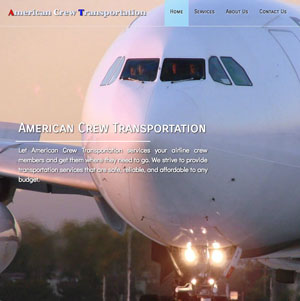 American Crew Transportation
Home Services About Us Contact Us
American Crew Transportation
Let American Crew Transportation services your airline crew
members and get them where they need to go. We strive to provide
transportation services that are safe, reliable, and affordable to any
budget.